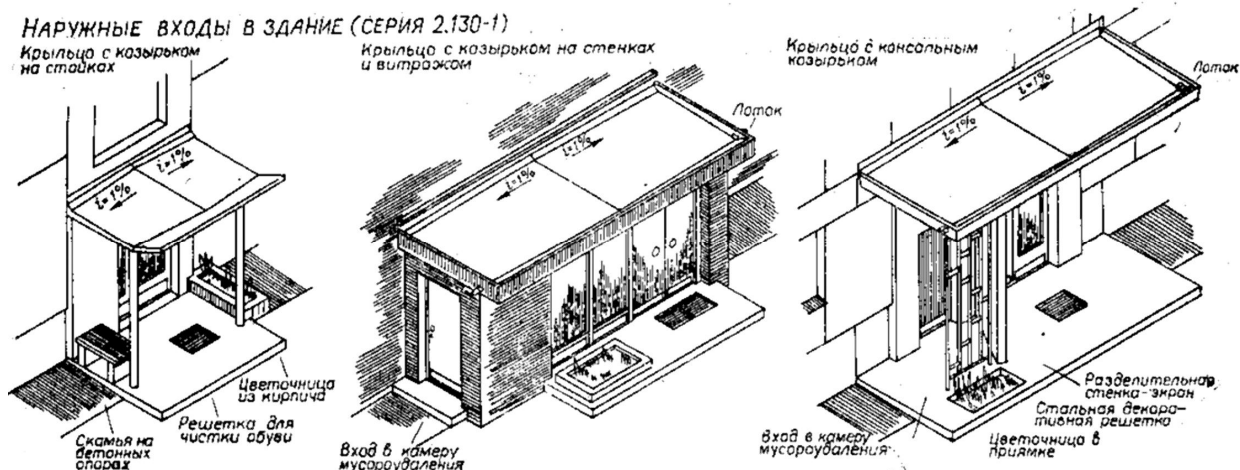 НАРУЖНЫЕ ВХОДЫ В ЗДАНИЕ (СЕРИЯ 2.130-1)
Крыльцо с козырьком
на стойках
i=1%
i=1%
Цветочница
из кирпича
Решетка для
чистки обуви
Скамья на
бетонных
опорах
Крыльцо с козырьком на стенках
и витражом
Лоток
i=1%
i=1%
Вход в камеру
мусороудаления
Крыльцо с консольным
козырьком
Лоток
i=1%
i=1%
Разделительная
стенка-экран
Стальная декора-
тивная решетка
Цветочница в
приямке
Вход в камеру
мусороудаления